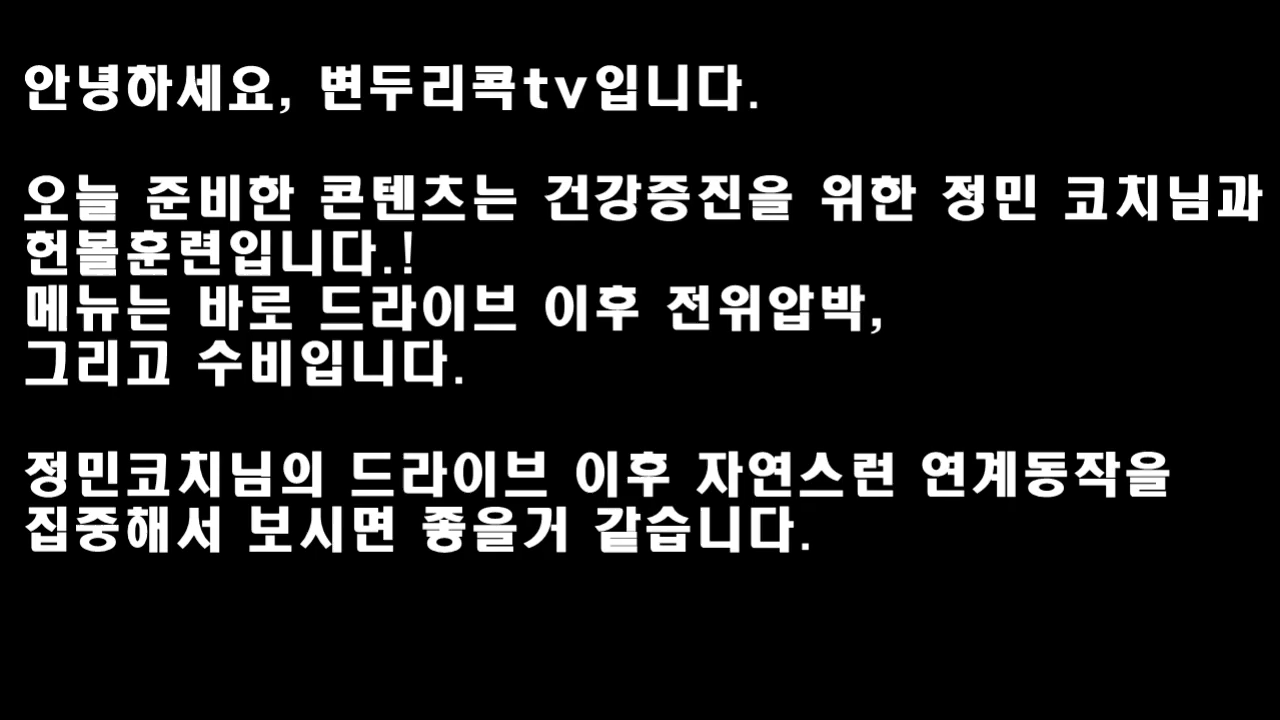 안녕하세요, 변두리콕tv입니다.
오늘 준비한 콘텐츠는 건강증진을 위한 정민 코치님과
헌볼훈련입니다.!
메뉴는 바로 드라이브 이후 전위압박,
그리고 수비입니다.
정민코치님의 드라이브 이후 자연스런 연계동작을
집중해서 보시면 좋을거 같습니다.